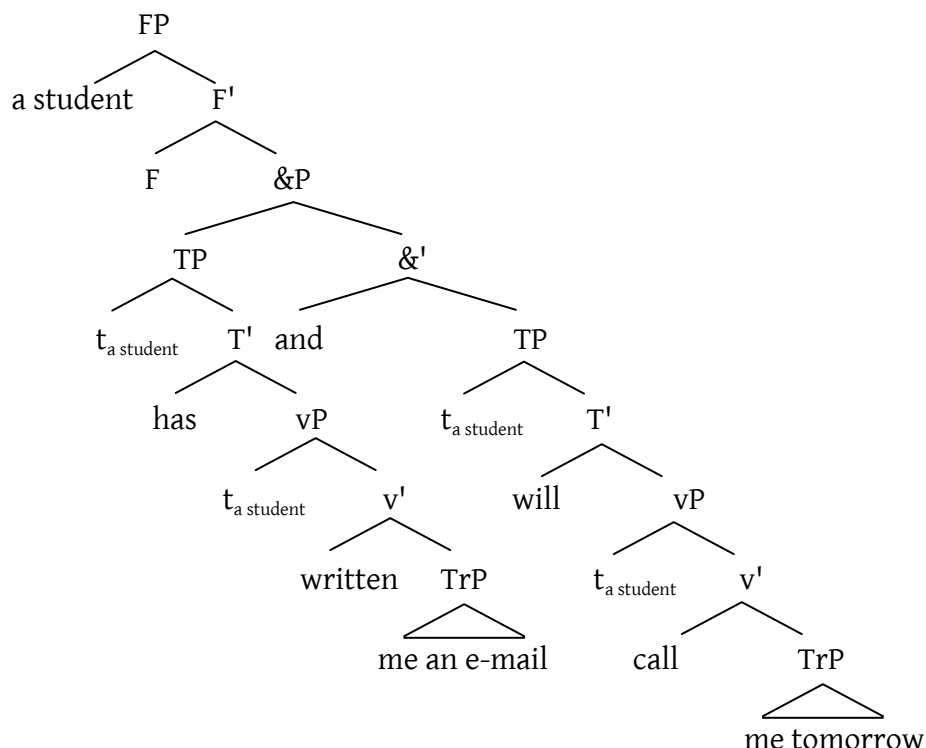 FP
a student F'
F &P
TP &'
t a student T' and TP
has vP t a student T'
t a student v' will vP
written TrP t a student v'
me an e-mail call TrP
me tomorrow